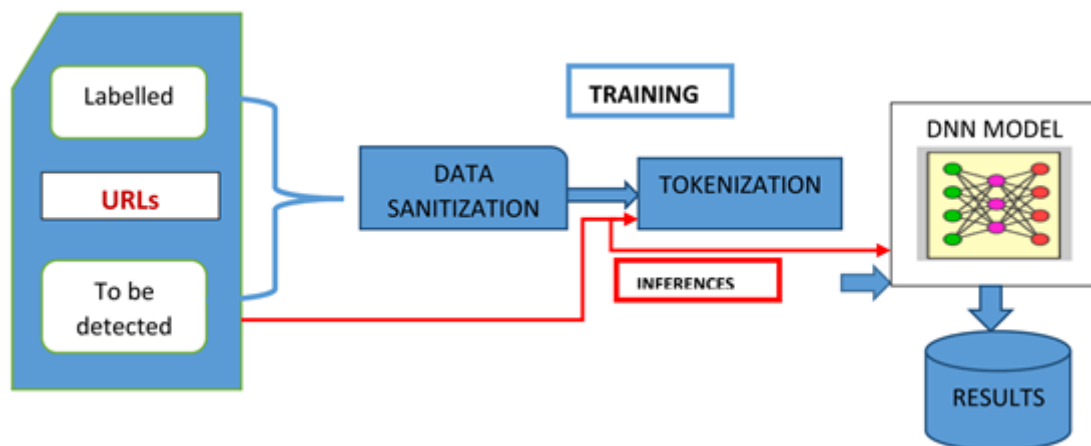 Labelled
URLs
To be
detected
DATA
SANITIZATION
TRAINING
TOKENIZATION
INFERENCES
DNN MODEL
RESULTS